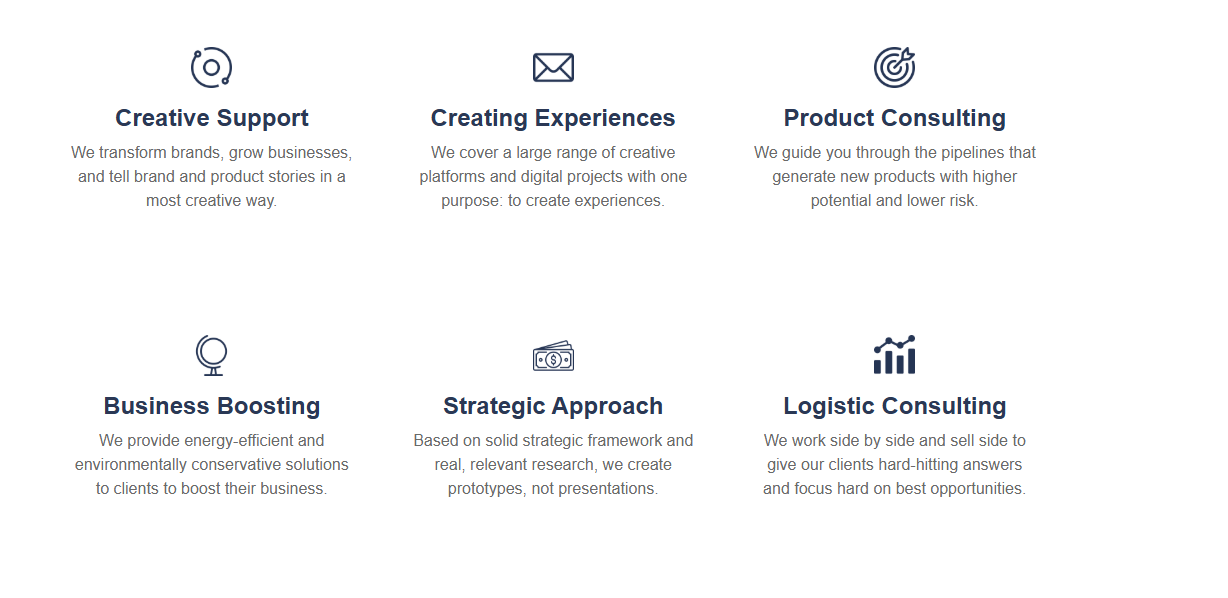 Creative Support
We transform brands, grow businesses,
and tell brand and product stories in a
most creative way.
Creating Experiences
We cover a large range of creative
platforms and digital projects with one
purpose: to create experiences.
Product Consulting
We guide you through the pipelines that
generate new products with higher
potential and lower risk.
Business Boosting
We provide energy-efficient and
environmentally conservative solutions
to clients to boost their business.
$
Strategic Approach
Based on solid strategic framework and
real, relevant research, we create
prototypes, not presentations.
Logistic Consulting
We work side by side and sell side to
give our clients hard-hitting answers
and focus hard on best opportunities.